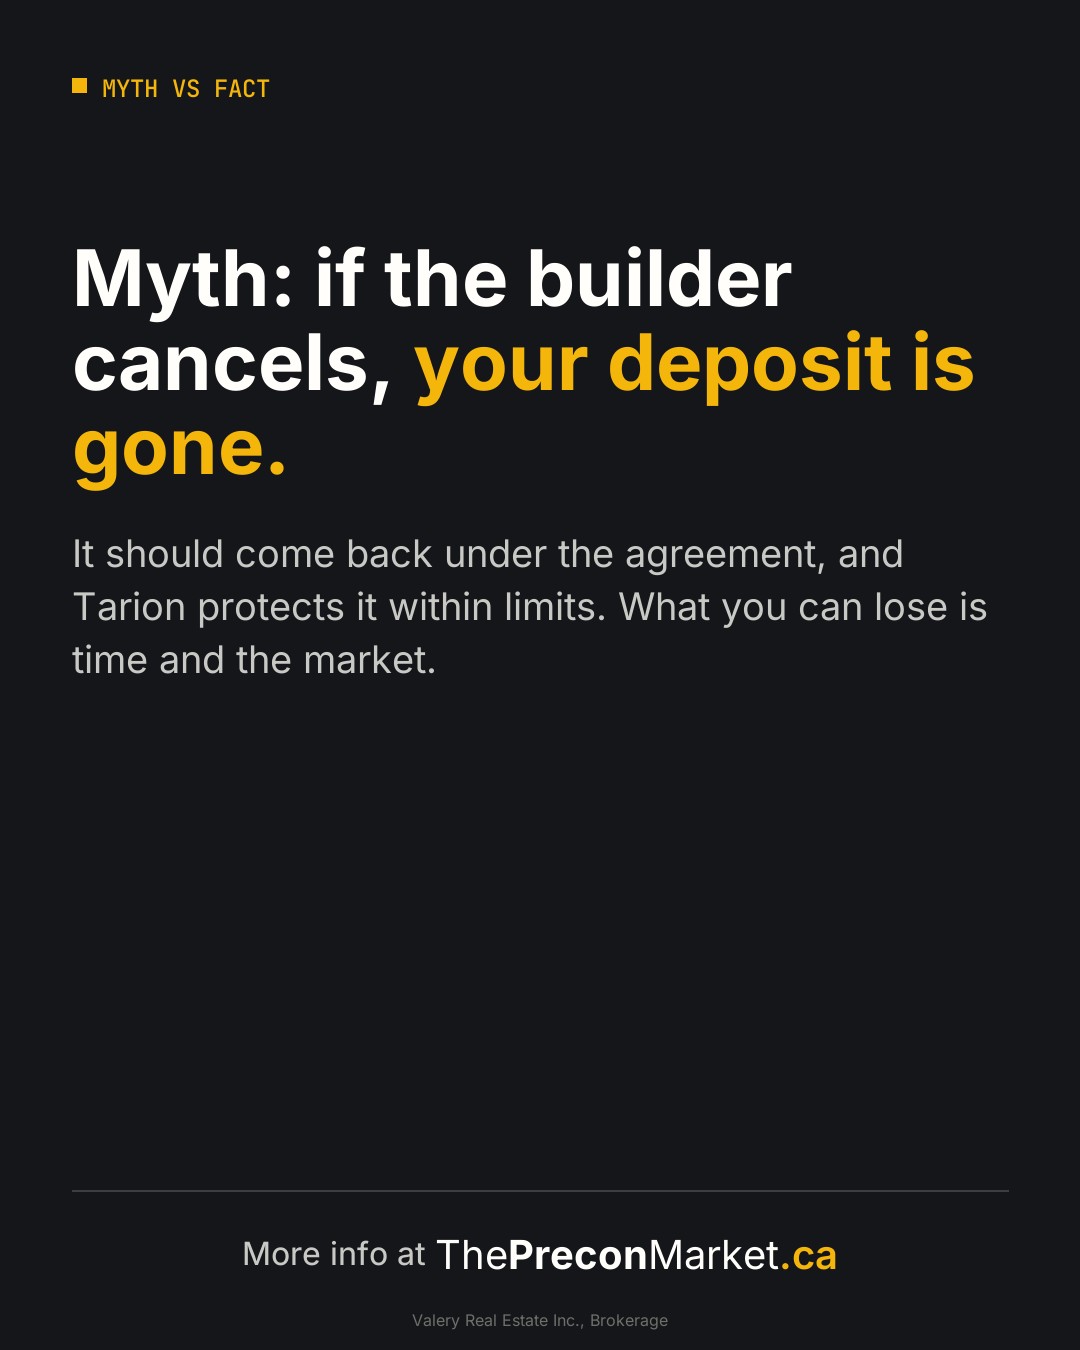 MYTH VS FACT
Myth: if the builder
cancels, your deposit is
gone.
It should come back under the agreement, and
Tarion protects it within limits. What you can lose is
time and the market.
More info at ThePreconMarket.ca
Valery Real Estate Inc., Brokerage